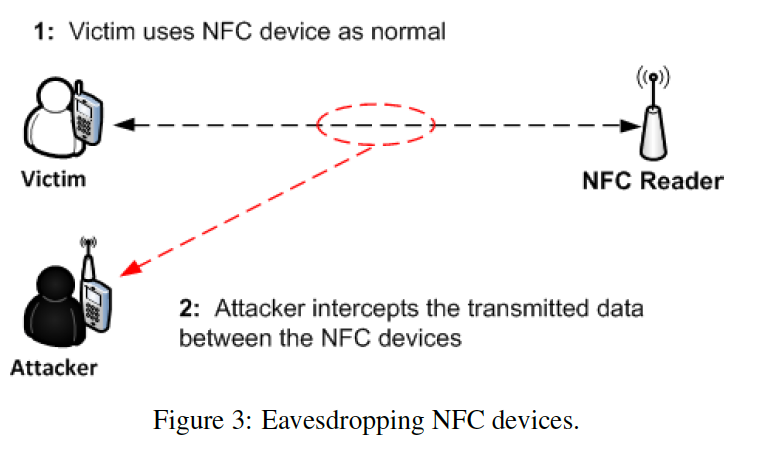 1: Victim uses NFC device as normal
Victim
NFC Reader
2: Attacker intercepts the transmitted data
between the NFC devices
Attacker
Figure 3: Eavesdropping NFC devices.